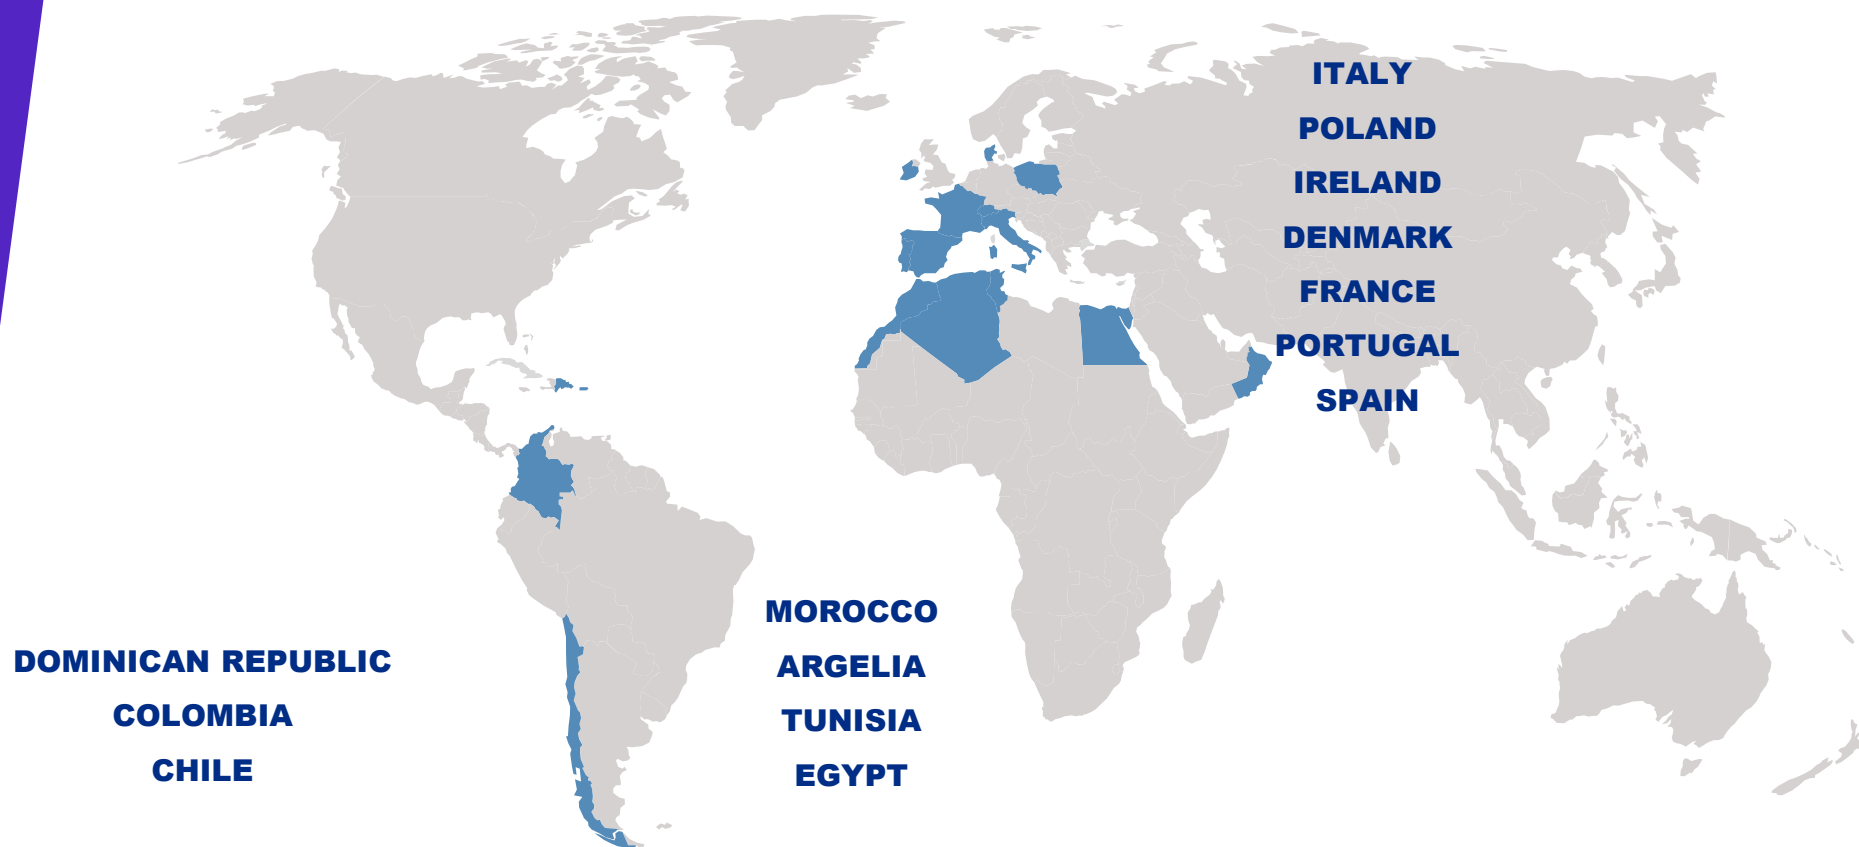 ITALY
POLAND
IRELAND
DENMARK
FRANCE
PORTUGAL
SPAIN
MOROCCO
ARGELIA
TUNISIA
EGYPT
DOMINICAN REPUBLIC
COLOMBIA
CHILE